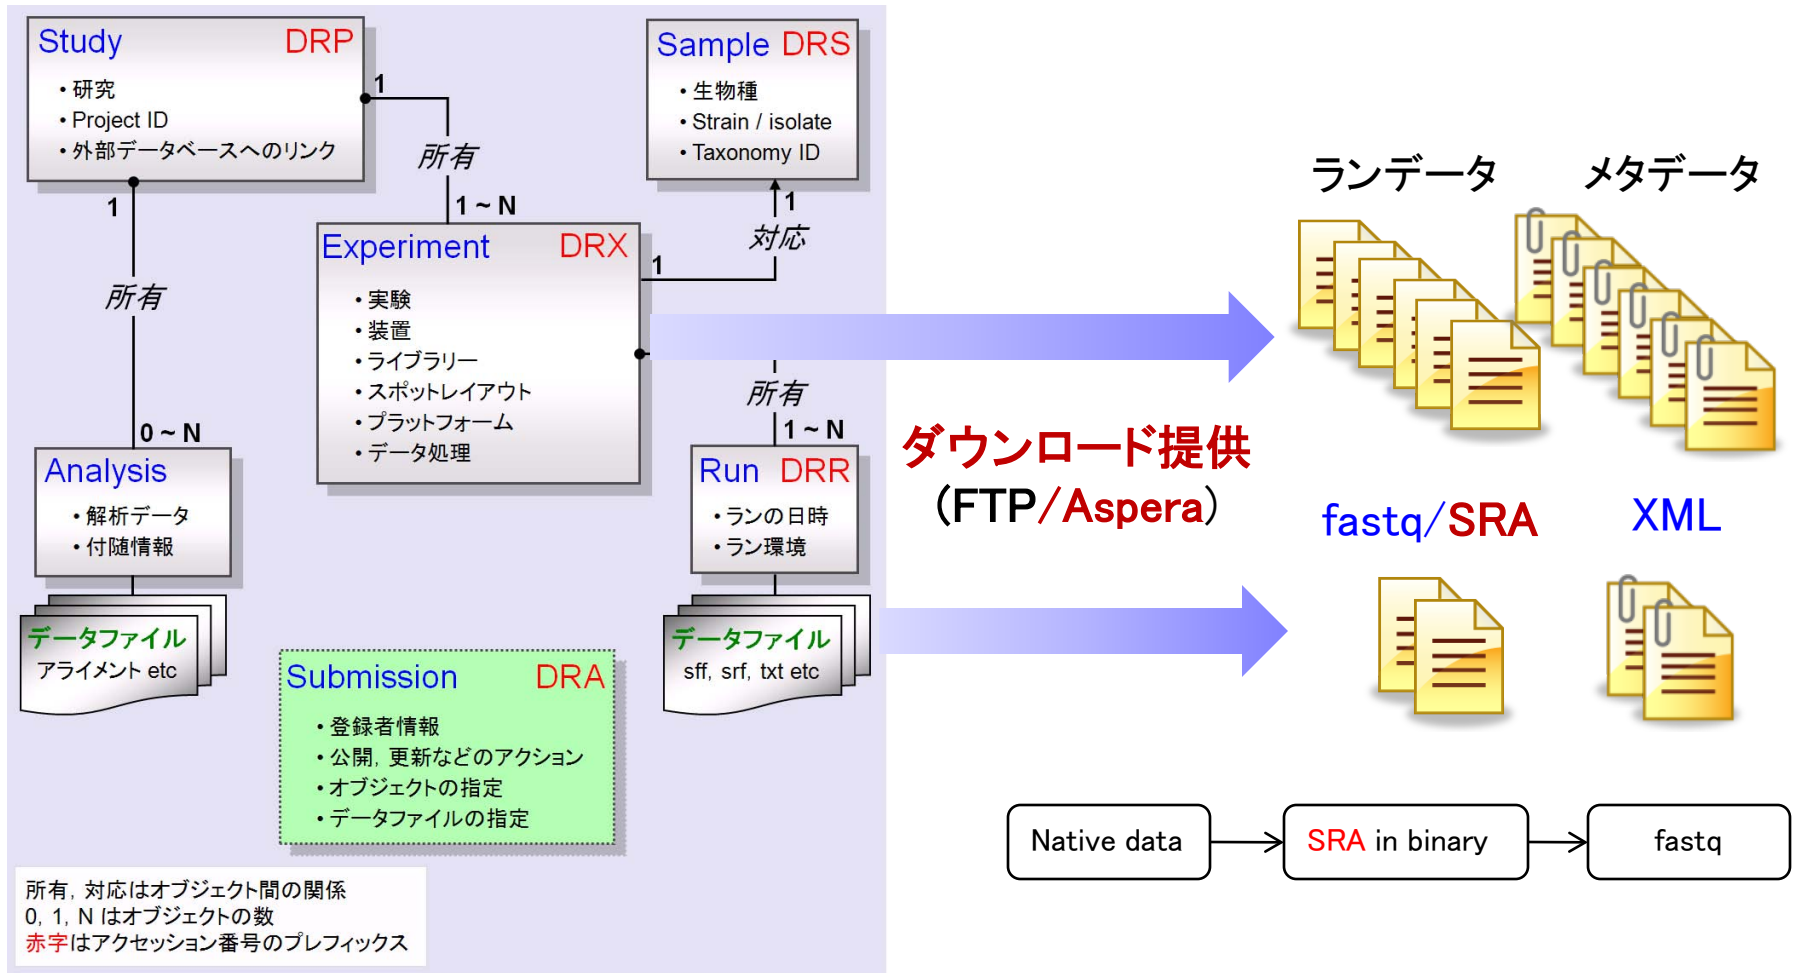 Study DRP
・研究
・Project ID
・外部データベースへのリンク
1
所有
1 ~ N
Sample DRS
・生物種
・Strain / isolate
・Taxonomy ID
1
対応
1
Experiment DRX
・実験
・装置
・ライブラリー
・スポットレイアウト
・プラットフォーム
・データ処理
1
所有
0 ~ N
Analysis
・解析データ
・付随情報
データファイル
アライメント etc
所有
1 ~ N
Run DRR
・ランの日時
・ラン環境
データファイル
sff, srf, txt etc
Submission DRA
・登録者情報
・公開, 更新などのアクション
・オブジェクトの指定
・データファイルの指定
所有, 対応はオブジェクト間の関係
0, 1, N はオブジェクトの数
赤字はアクセッション番号のプレフィックス
ダウンロード提供
(FTP/Aspera)
ランデータ
メタデータ
fastq/SRA
XML
Native data
SRA in binary
fastq